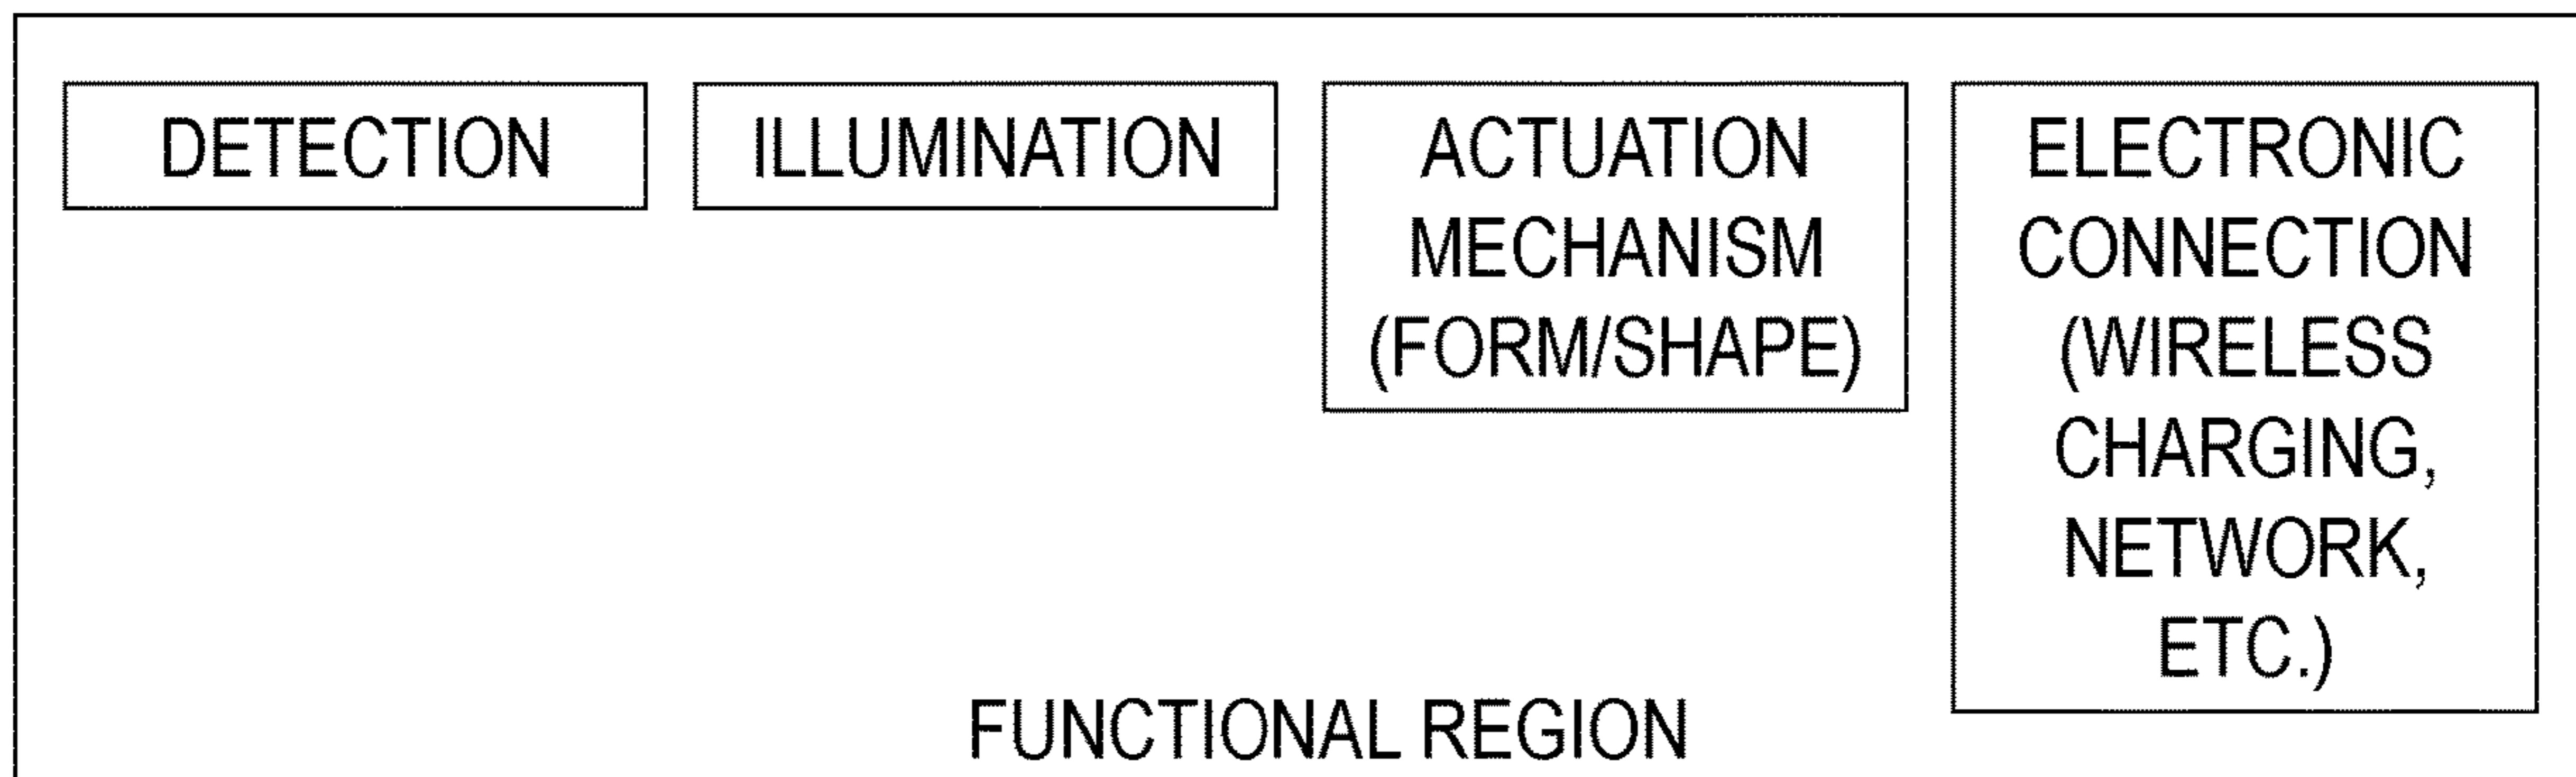 DETECTION
ILLUMINATION
ACTUATION
MECHANISM
(FORM/SHAPE)
ELECTRONIC
CONNECTION
(WIRELESS
CHARGING,
NETWORK,
ETC.)
FUNCTIONAL REGION